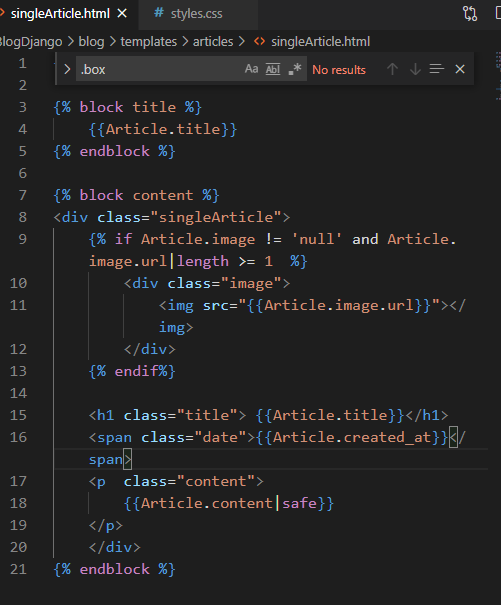 singleArticle.html × # styles.css
BlogDjango > blog > templates > articles > <> singleArticle.html
> .box Aa Abl .* No results
1
2
3 {% block title %}
4 {{Article.title}}
5 {% endblock %}
6
7 {% block content %}
8 <div class="singleArticle">
9 {% if Article.image != 'null' and Article.
image.url|length >= 1  %}
10 <div class="image">
11 <img src="{{Article.image.url}}"></
img>
12 </div>
13 {% endif%}
14
15 <h1 class="title"> {{Article.title}}</h1>
16 <span class="date">{{Article.created_at}}</
span>
17 <p  class="content">
18 {{Article.content|safe}}
19 </p>
20 </div>
21 {% endblock %}